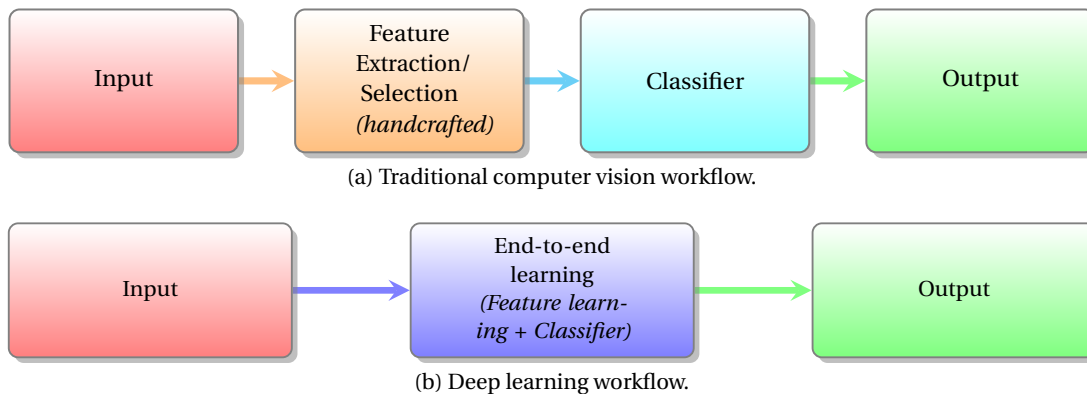 Input
Feature
Extraction/
Selection
(handcrafted)
Classifier
Output
(a) Traditional computer vision workflow.
Input
End-to-end
learning
(Feature learn-
ing + Classifier)
Output
(b) Deep learning workflow.